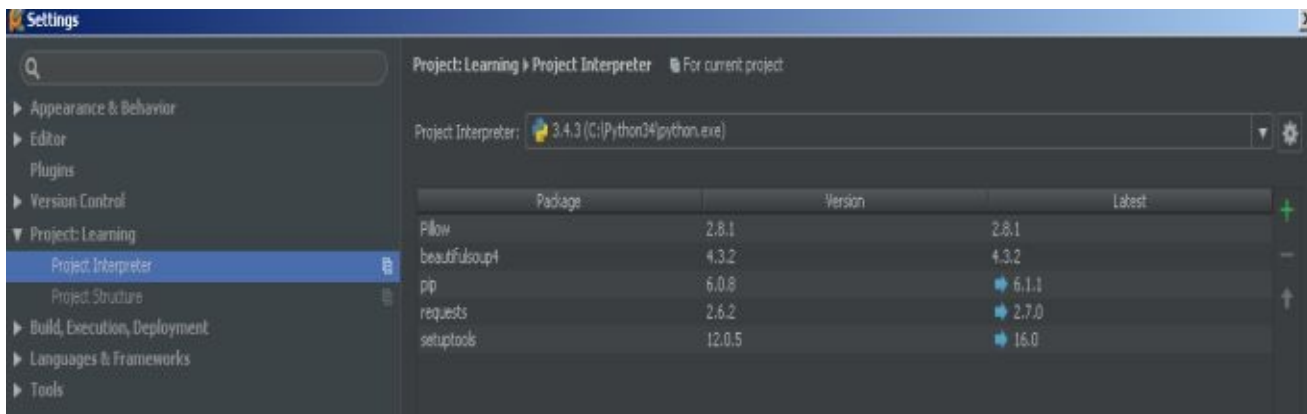 Settings
Appearance & Behavior
Editor
Plugins
Version Control
Project: Learning
Project Interpreter
Project Structure
Build, Execution, Deployment
Languages & Frameworks
Tools
Project: Learning Project Interpreter For current project
Project Interpreter: 3.4.3 (C:\Python34\python.exe)
Package Version Latest
Pillow 2.8.1 2.8.1
beautifulsoup4 4.3.2 4.3.2
pip 6.0.8 6.1.1
requests 2.6.2 2.7.0
setuptools 12.0.5 16.0